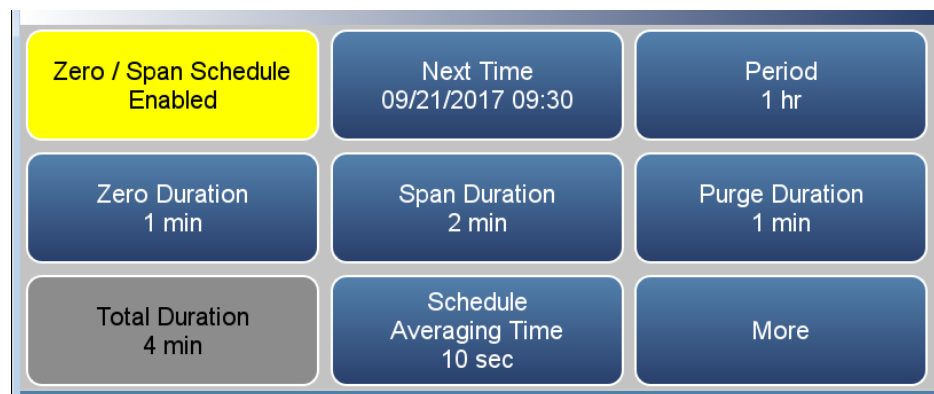 Zero / Span Schedule
Enabled
Next Time
09/21/2017 09:30
Period
1 hr
Zero Duration
1 min
Span Duration
2 min
Purge Duration
1 min
Total Duration
4 min
Schedule
Averaging Time
10 sec
More